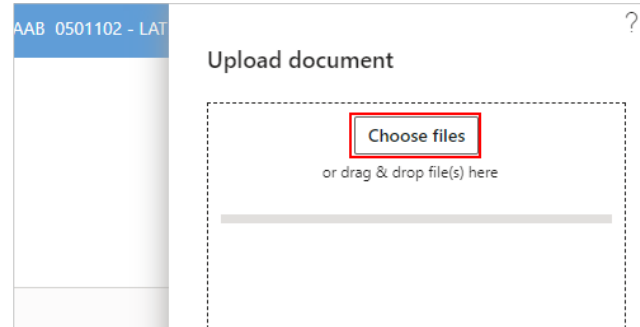 AAB 0501102 - LAT
?
Upload document
Choose files
or drag & drop file(s) here